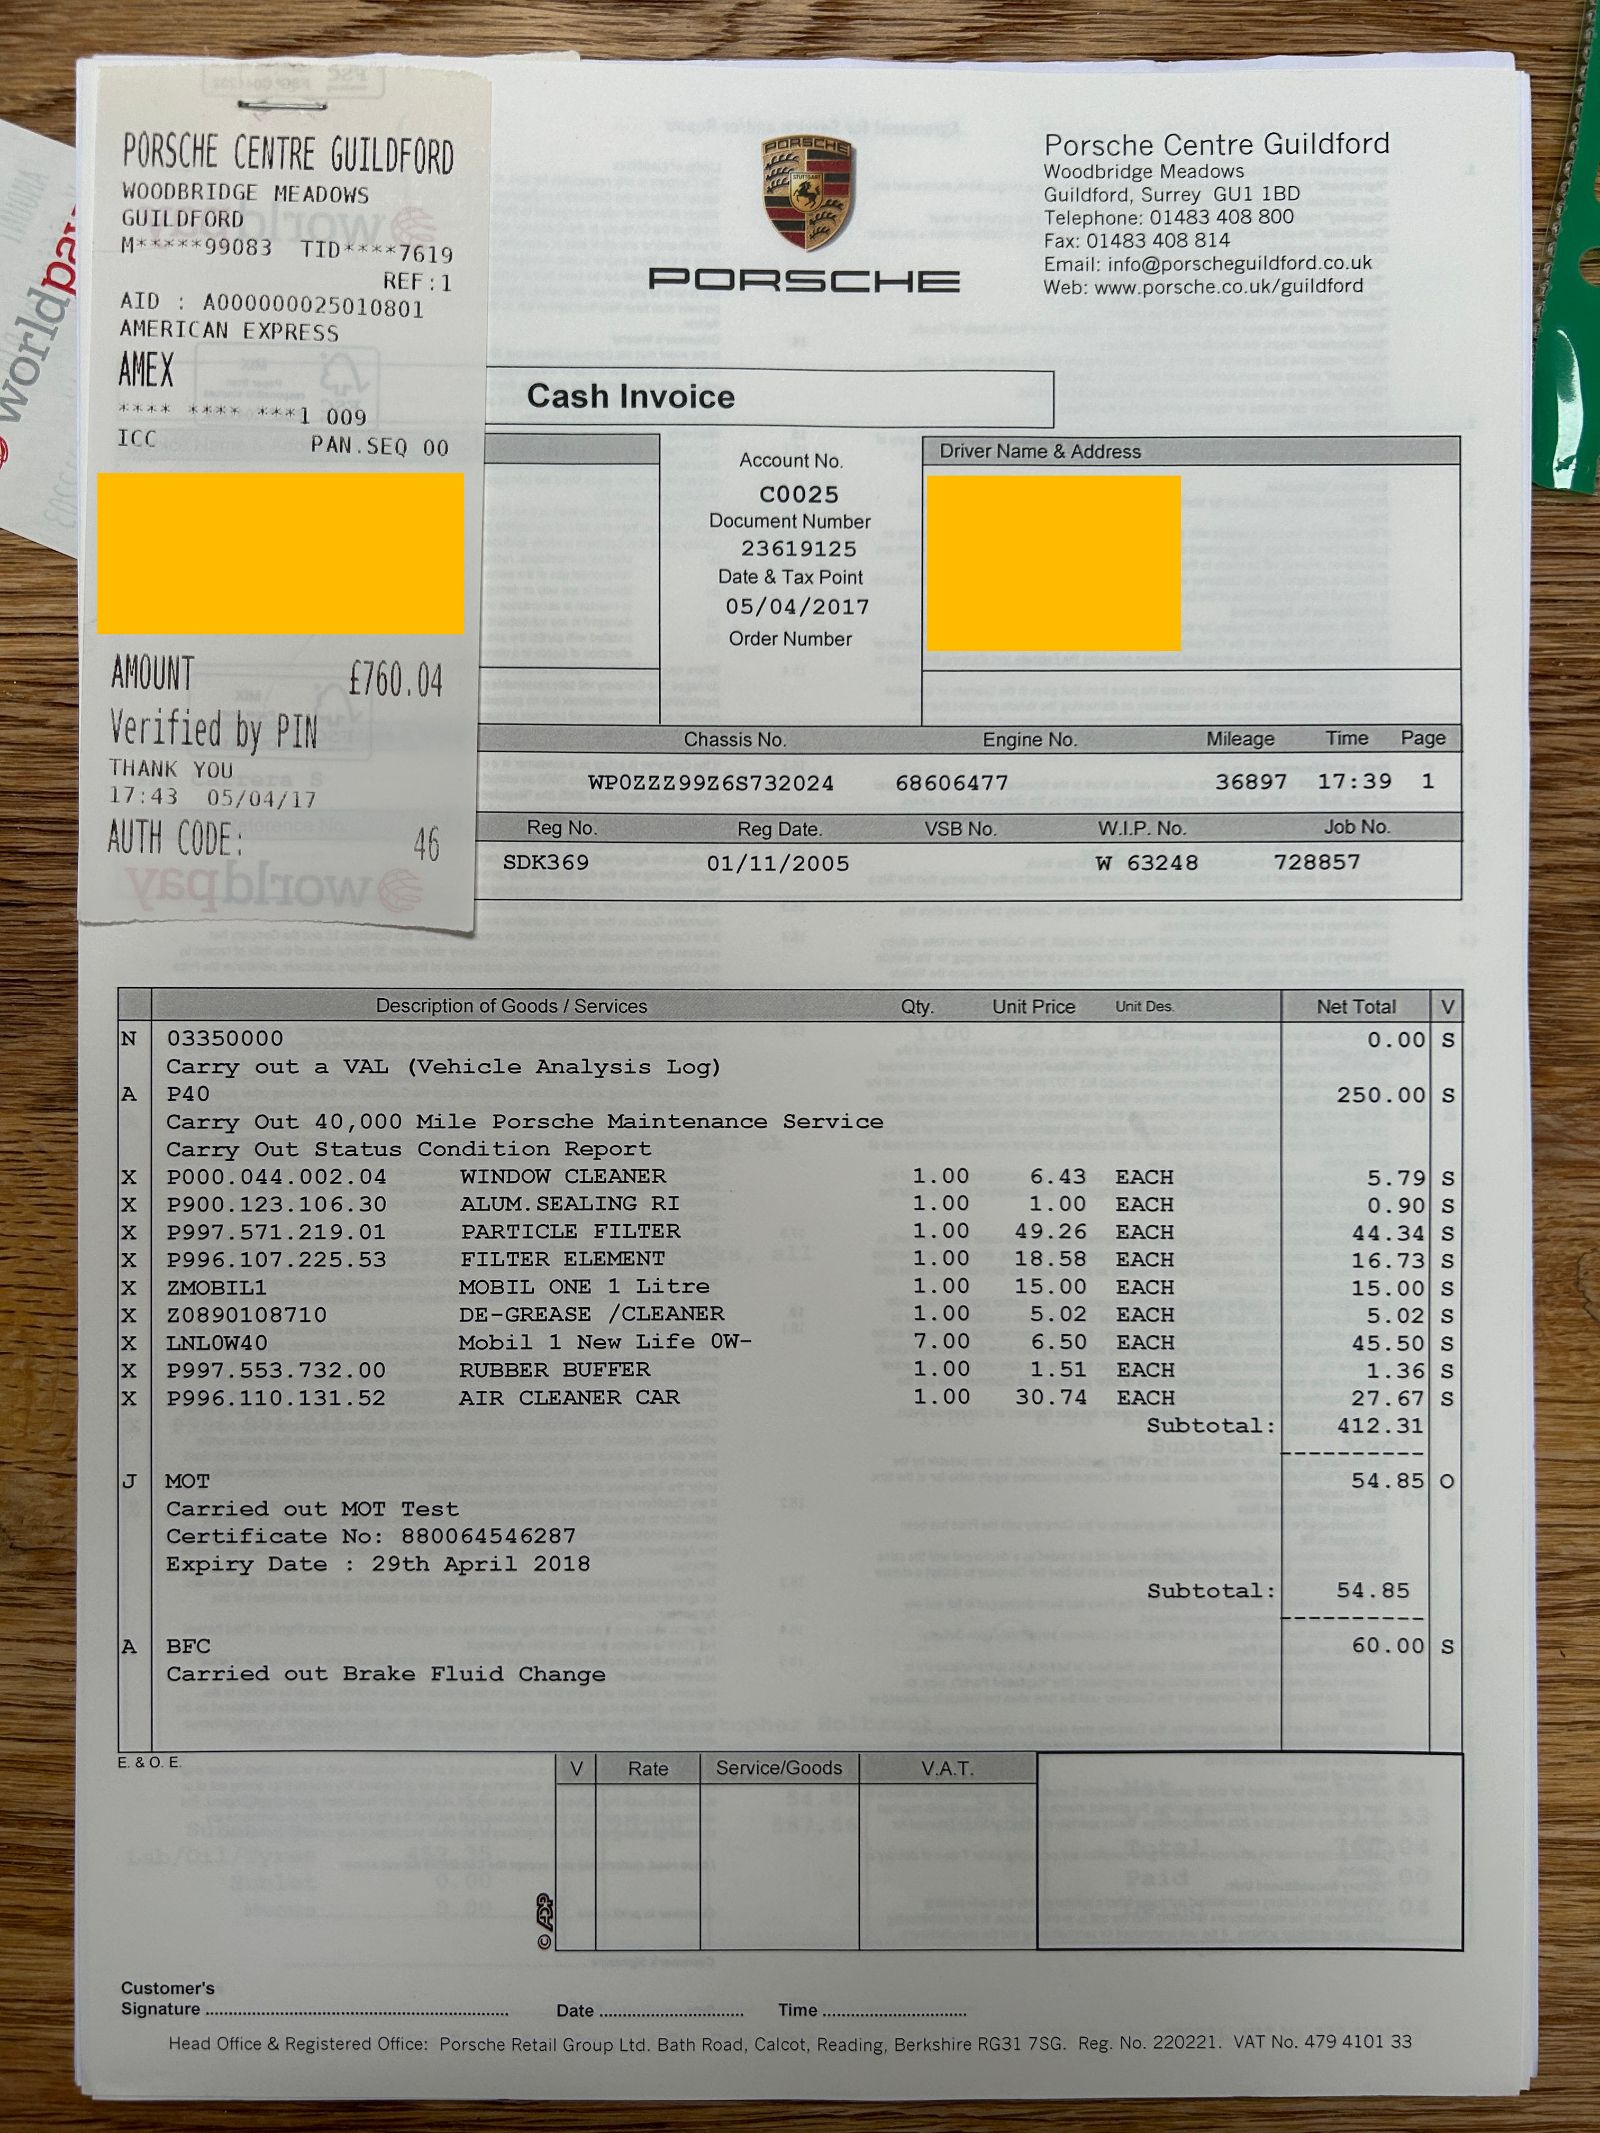 PORSCHE CENTRE GUILDFORD
WOODBRIDGE MEADOWS
GUILDFORD
M*****99083 TID****7619
REF:1
AID : A000000025010801
AMERICAN EXPRESS
AMEX
**** **** ***1 009
ICC PAN.SEQ 00
AMOUNT £760.04
Verified by PIN
THANK YOU
17:43 05/04/17
AUTH CODE: 46
worldpay
worldpay
PORSCHE
STUTTGART
PORSCHE
Porsche Centre Guildford
Woodbridge Meadows
Guildford, Surrey GU1 1BD
Telephone: 01483 408 800
Fax: 01483 408 814
Email: info@porscheguildford.co.uk
Web: www.porsche.co.uk/guildford
Cash Invoice
Account No.
C0025
Document Number
23619125
Date & Tax Point
05/04/2017
Order Number
Driver Name & Address
Chassis No. Engine No. Mileage Time Page
WP0ZZZ99Z6S732024 68606477 36897 17:39 1
Reg No. Reg Date. VSB No. W.I.P. No. Job No.
SDK369 01/11/2005 W 63248 728857
Description of Goods / Services Qty. Unit Price Unit Des. Net Total V
N 03350000 0.00 S
Carry out a VAL (Vehicle Analysis Log)
A P40 250.00 S
Carry Out 40,000 Mile Porsche Maintenance Service
Carry Out Status Condition Report
X P000.044.002.04 WINDOW CLEANER 1.00 6.43 EACH 5.79 S
X P900.123.106.30 ALUM.SEALING RI 1.00 1.00 EACH 0.90 S
X P997.571.219.01 PARTICLE FILTER 1.00 49.26 EACH 44.34 S
X P996.107.225.53 FILTER ELEMENT 1.00 18.58 EACH 16.73 S
X ZMOBIL1 MOBIL ONE 1 Litre 1.00 15.00 EACH 15.00 S
X Z0890108710 DE-GREASE /CLEANER 1.00 5.02 EACH 5.02 S
X LNL0W40 Mobil 1 New Life 0W- 7.00 6.50 EACH 45.50 S
X P997.553.732.00 RUBBER BUFFER 1.00 1.51 EACH 1.36 S
X P996.110.131.52 AIR CLEANER CAR 1.00 30.74 EACH 27.67 S
Subtotal: 412.31
J MOT 54.85 O
Carried out MOT Test
Certificate No: 880064546287
Expiry Date : 29th April 2018
Subtotal: 54.85
A BFC 60.00 S
Carried out Brake Fluid Change
E. & O. E.
V Rate Service/Goods V.A.T.
© ADP
Customer's
Signature
Date
Time
Head Office & Registered Office: Porsche Retail Group Ltd. Bath Road, Calcot, Reading, Berkshire RG31 7SG. Reg. No. 220221. VAT No. 479 4101 33